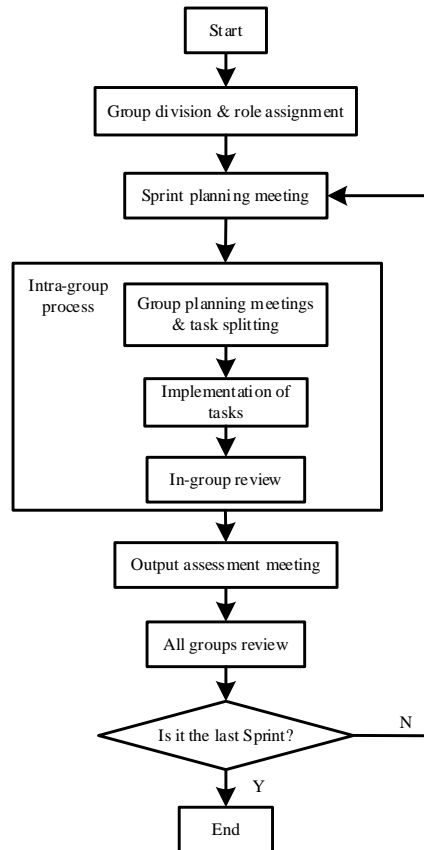 Start
Group division & role assignment
Sprint planning meeting
Intra-group
process
Group planning meetings
& task splitting
Implementation of
tasks
In-group review
Output assessment meeting
All groups review
Is it the last Sprint?
N
Y
End